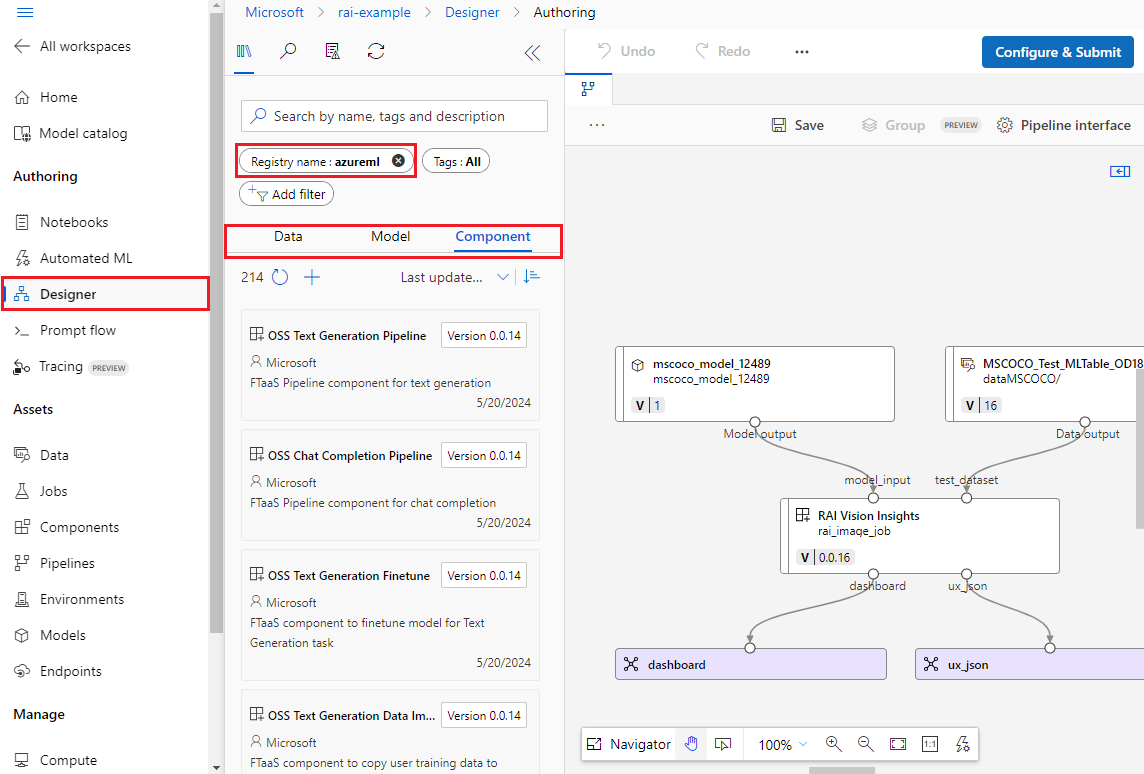 Microsoft > rai-example > Designer > Authoring
All workspaces
Home
Model catalog
Authoring
Notebooks
Automated ML
Designer
Prompt flow
Tracing PREVIEW
Assets
Data
Jobs
Components
Pipelines
Environments
Models
Endpoints
Manage
Compute
Search by name, tags and description
Registry name : azureml
Tags : All
Add filter
Data Model Component
214 Last update...
OSS Text Generation Pipeline Version 0.0.14
Microsoft
FTaaS Pipeline component for text generation
5/20/2024
OSS Chat Completion Pipeline Version 0.0.14
Microsoft
FTaaS Pipeline component for chat completion
5/20/2024
OSS Text Generation Finetune Version 0.0.14
Microsoft
FTaaS component to finetune model for Text
Generation task
5/20/2024
OSS Text Generation Data Im... Version 0.0.14
Microsoft
FTaaS component to copy user training data to
Undo Redo ... Configure & Submit
... Save Group PREVIEW Pipeline interface
mscoco_model_12489
mscoco_model_12489
V 1
Model output
MSCOCO_Test_MLTable_OD18
dataMSCOCO/
V 16
Data output
model_input test_dataset
RAI Vision Insights
rai_image_job
V 0.0.16
dashboard ux_json
dashboard
ux_json
Navigator 100% 1:1